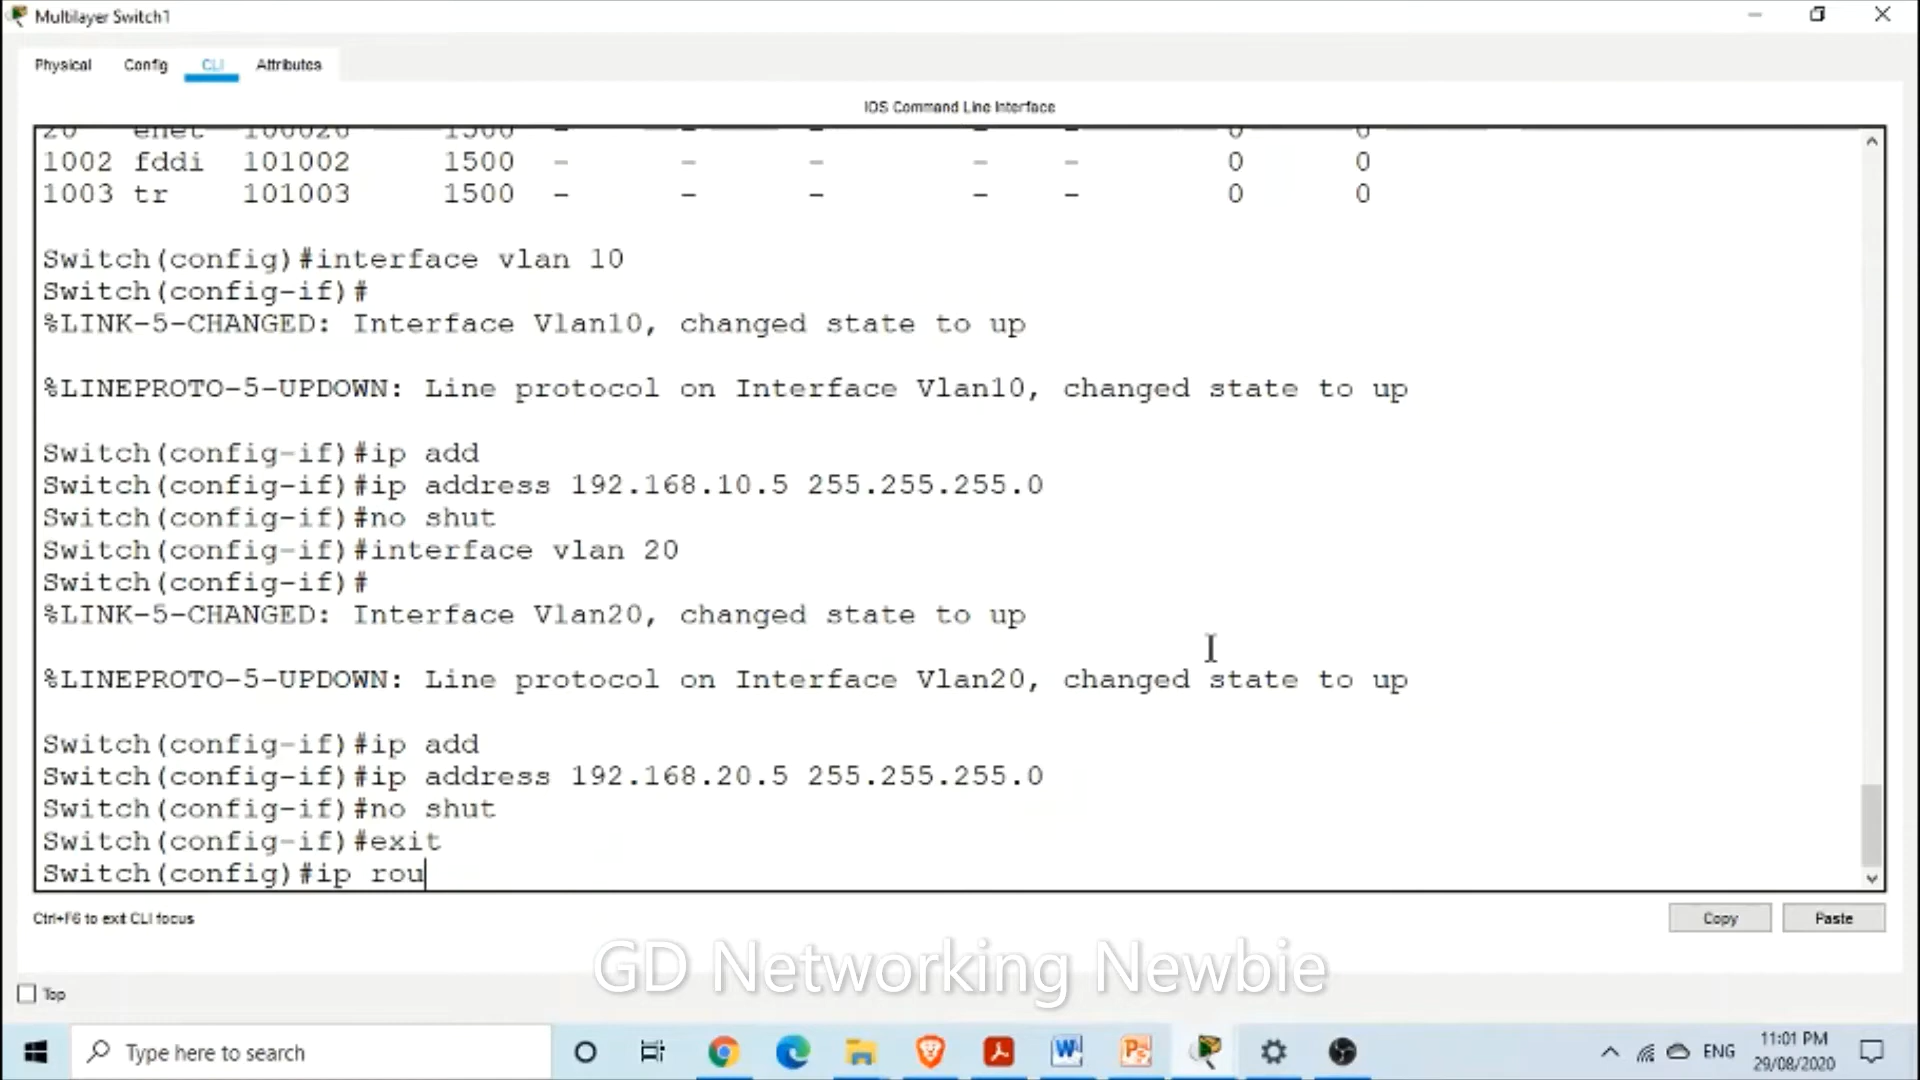 Multilayer Switch1
Physical Config CLI Attributes
IOS Command Line Interface
20 enet 100020 1500 - - - - - 0 0
1002 fddi 101002 1500 - - - - - 0 0
1003 tr 101003 1500 - - - - - 0 0
Switch(config)#interface vlan 10
Switch(config-if)#
%LINK-5-CHANGED: Interface Vlan10, changed state to up
%LINEPROTO-5-UPDOWN: Line protocol on Interface Vlan10, changed state to up
Switch(config-if)#ip add
Switch(config-if)#ip address 192.168.10.5 255.255.255.0
Switch(config-if)#no shut
Switch(config-if)#interface vlan 20
Switch(config-if)#
%LINK-5-CHANGED: Interface Vlan20, changed state to up
%LINEPROTO-5-UPDOWN: Line protocol on Interface Vlan20, changed state to up
Switch(config-if)#ip add
Switch(config-if)#ip address 192.168.20.5 255.255.255.0
Switch(config-if)#no shut
Switch(config-if)#exit
Switch(config)#ip rou
Ctrl+F6 to exit CLI focus
Copy Paste
GD Networking Newbie
Top
Type here to search
ENG
11:01 PM
29/08/2020